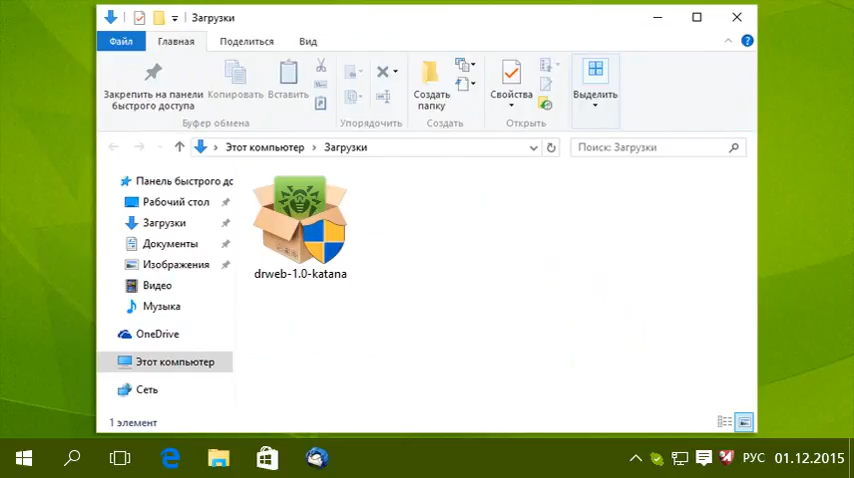 Загрузки
Файл
Главная
Поделиться
Вид
Закрепить на панели
быстрого доступа
Копировать
Вставить
Создать
папку
Свойства
Выделить
Буфер обмена
Упорядочить
Создать
Открыть
Этот компьютер
Загрузки
Поиск: Загрузки
Панель быстрого дс
Рабочий стол
Загрузки
Документы
Изображения
Видео
Музыка
OneDrive
Этот компьютер
Сеть
drweb-1.0-katana
1 элемент
РУС
01.12.2015